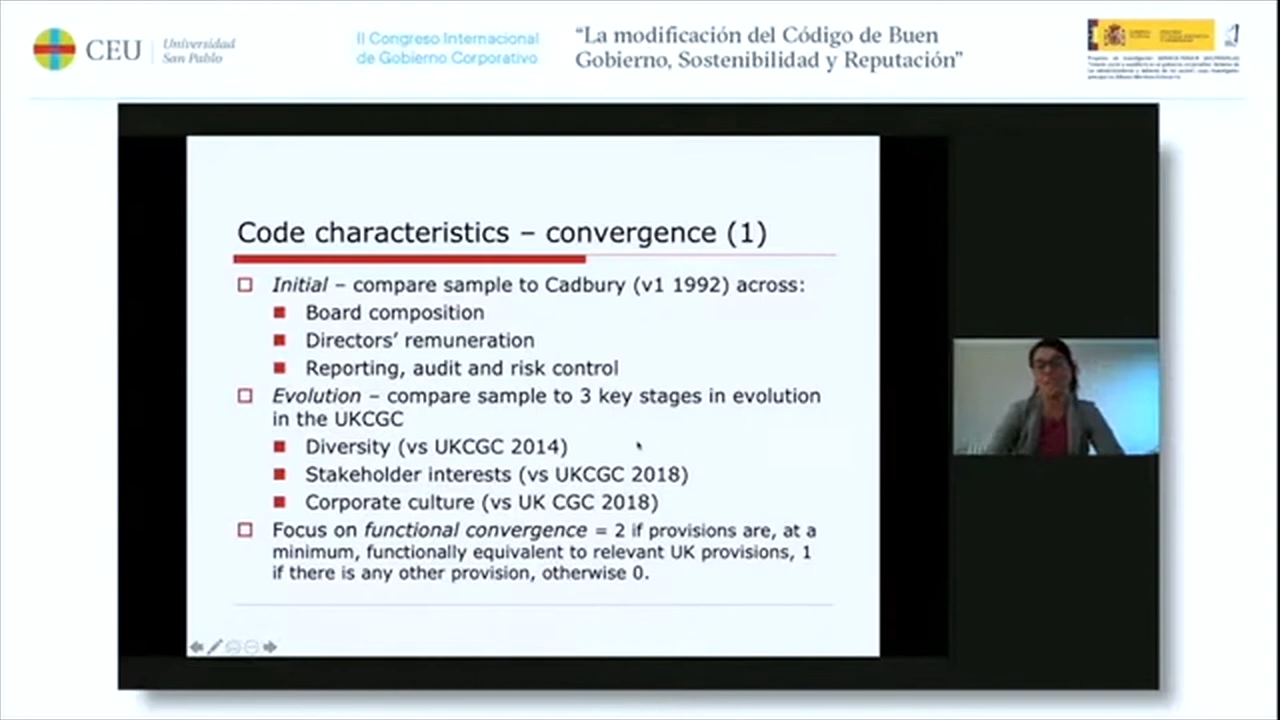 CEU
Universidad
San Pablo
II Congreso Internacional
de Gobierno Corporativo
“La modificación del Código de Buen
Gobierno, Sostenibilidad y Reputación”
Code characteristics – convergence (1)
Initial – compare sample to Cadbury (v1 1992) across:
Board composition
Directors’ remuneration
Reporting, audit and risk control
Evolution – compare sample to 3 key stages in evolution
in the UKCGC
Diversity (vs UKCGC 2014)
Stakeholder interests (vs UKCGC 2018)
Corporate culture (vs UK CGC 2018)
Focus on functional convergence = 2 if provisions are, at a
minimum, functionally equivalent to relevant UK provisions, 1
if there is any other provision, otherwise 0.